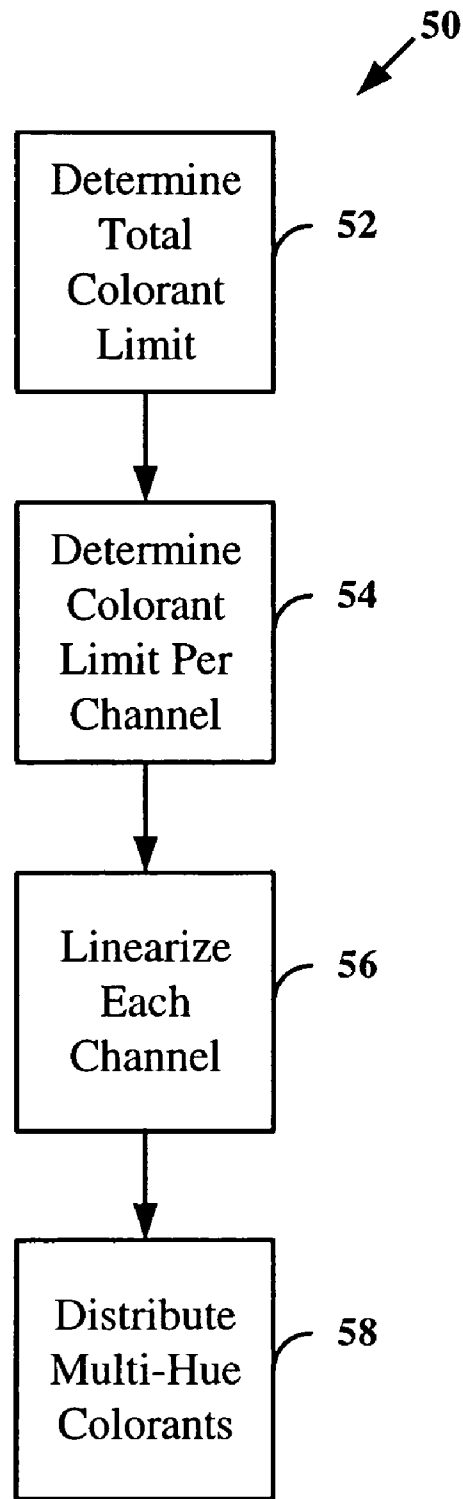 50
Determine
Total
Colorant
Limit
52
Determine
Colorant
Limit Per
Channel
54
Linearize
Each
Channel
56
Distribute
Multi-Hue
Colorants
58